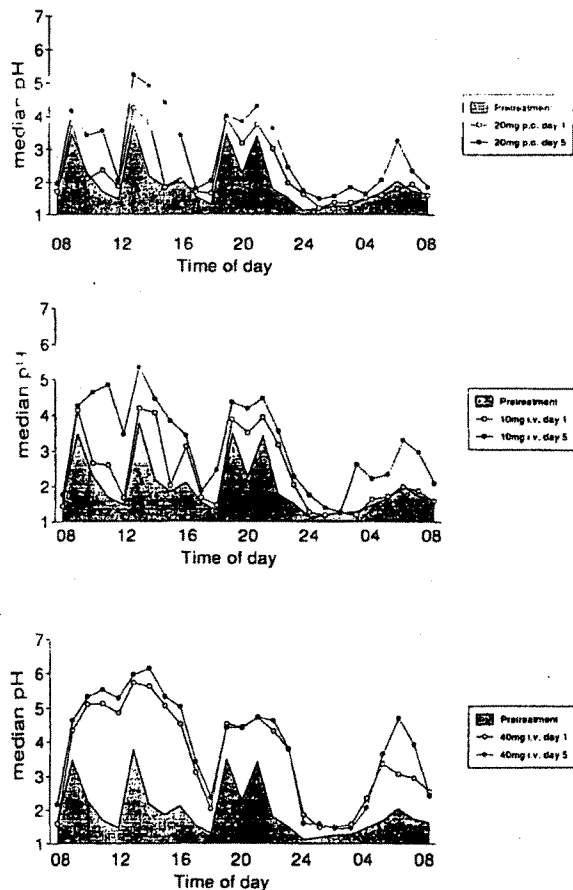 7
6
5
4
3
2
1
median pH
08 12 16 20 24 04 08
Time of day
Pretreatment
20mg p.o. day 1
20mg p.o. day 5
7
6
5
4
3
2
1
median pH
08 12 16 20 24 04 08
Time of day
Pretreatment
10mg i.v. day 1
10mg i.v. day 5
7
6
5
4
3
2
1
median pH
08 12 16 20 24 04 08
Time of day
Pretreatment
40mg i.v. day 1
40mg i.v. day 5